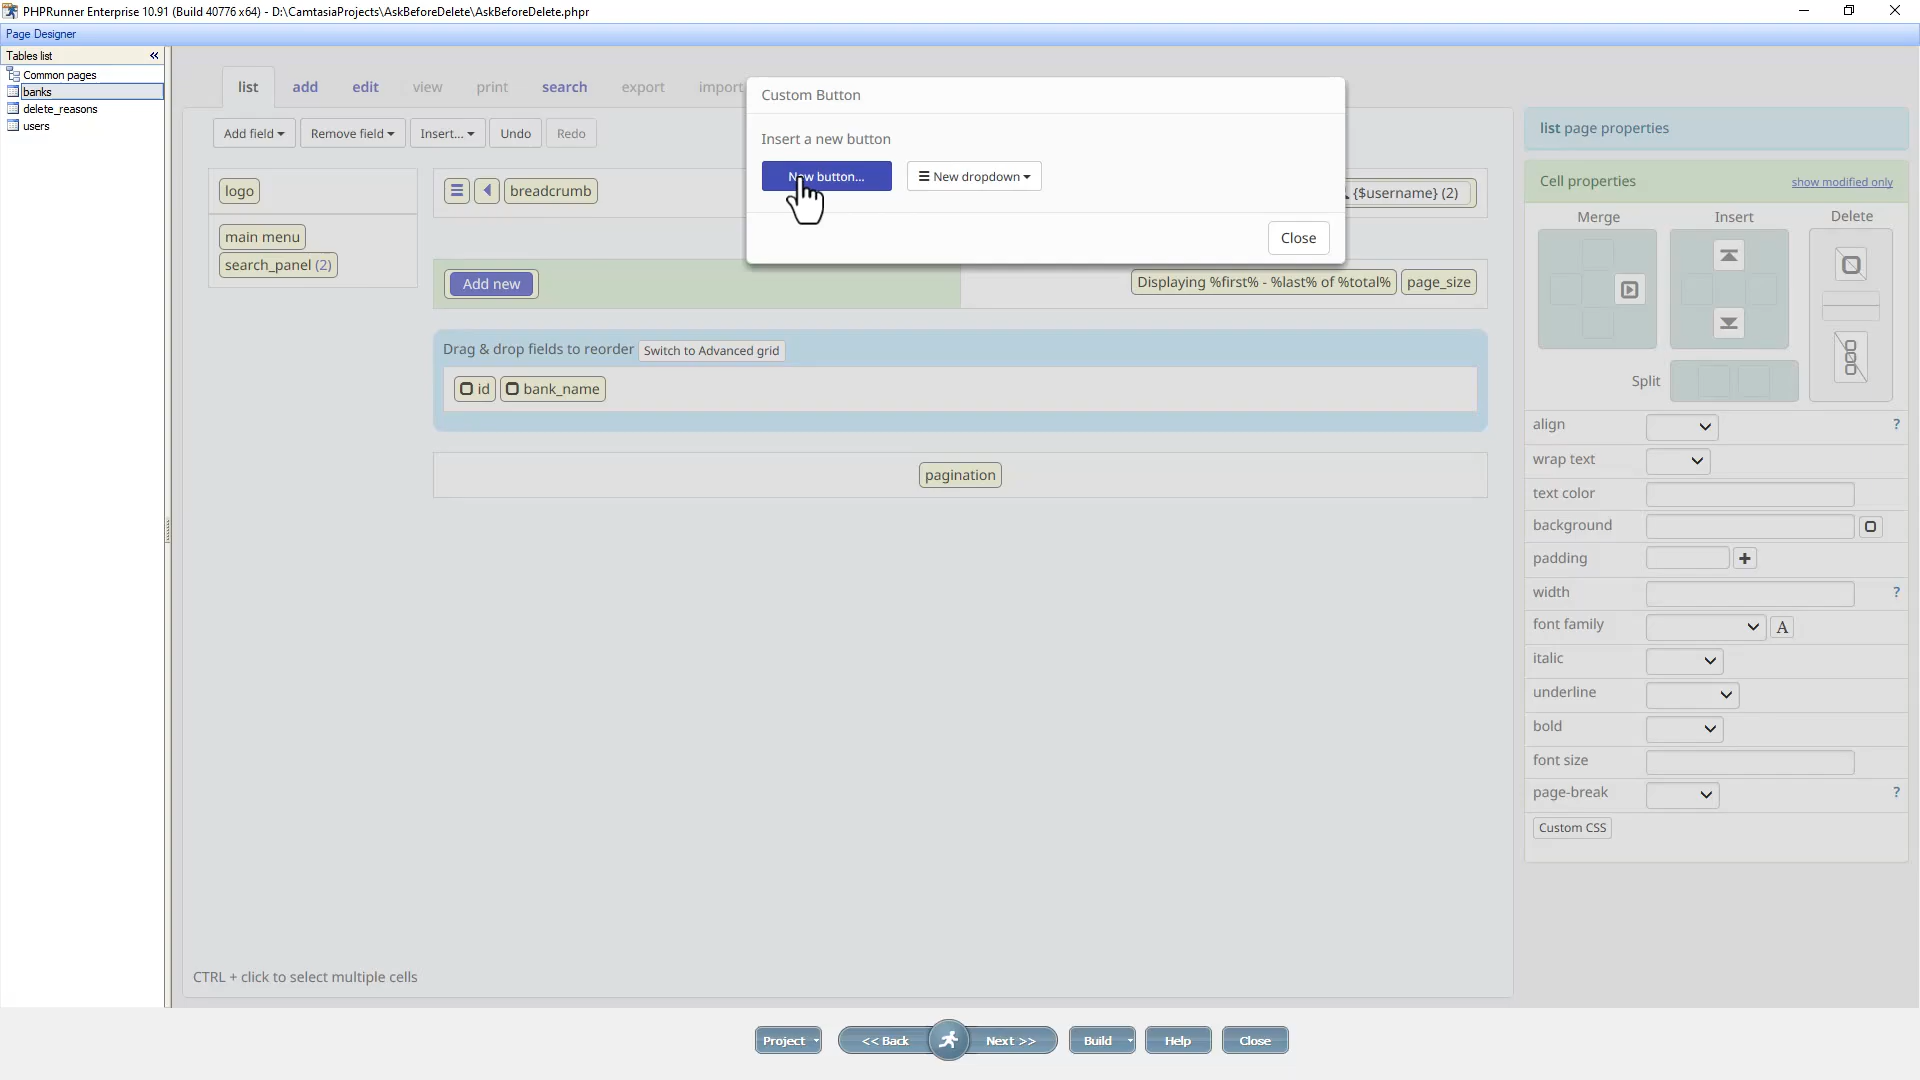 PHPRunner Enterprise 10.91 (Build 40776 x64) - D:\CamtasiaProjects\AskBeforeDelete\AskBeforeDelete.phpr
Page Designer
Tables list
Common pages
banks
delete_reasons
users
list add edit view print search export import
Add field Remove field Insert... Undo Redo
Custom Button
Insert a new button
New button... New dropdown
Close
logo
main menu
search_panel (2)
breadcrumb
{$username} (2)
Add new
Displaying %first% - %last% of %total% page_size
Drag & drop fields to reorder Switch to Advanced grid
id bank_name
pagination
CTRL + click to select multiple cells
list page properties
Cell properties show modified only
Merge Insert Delete
Split
align ?
wrap text
text color
background
padding
width ?
font family A
italic
underline
bold
font size
page-break ?
Custom CSS
Project << Back Next >> Build Help Close